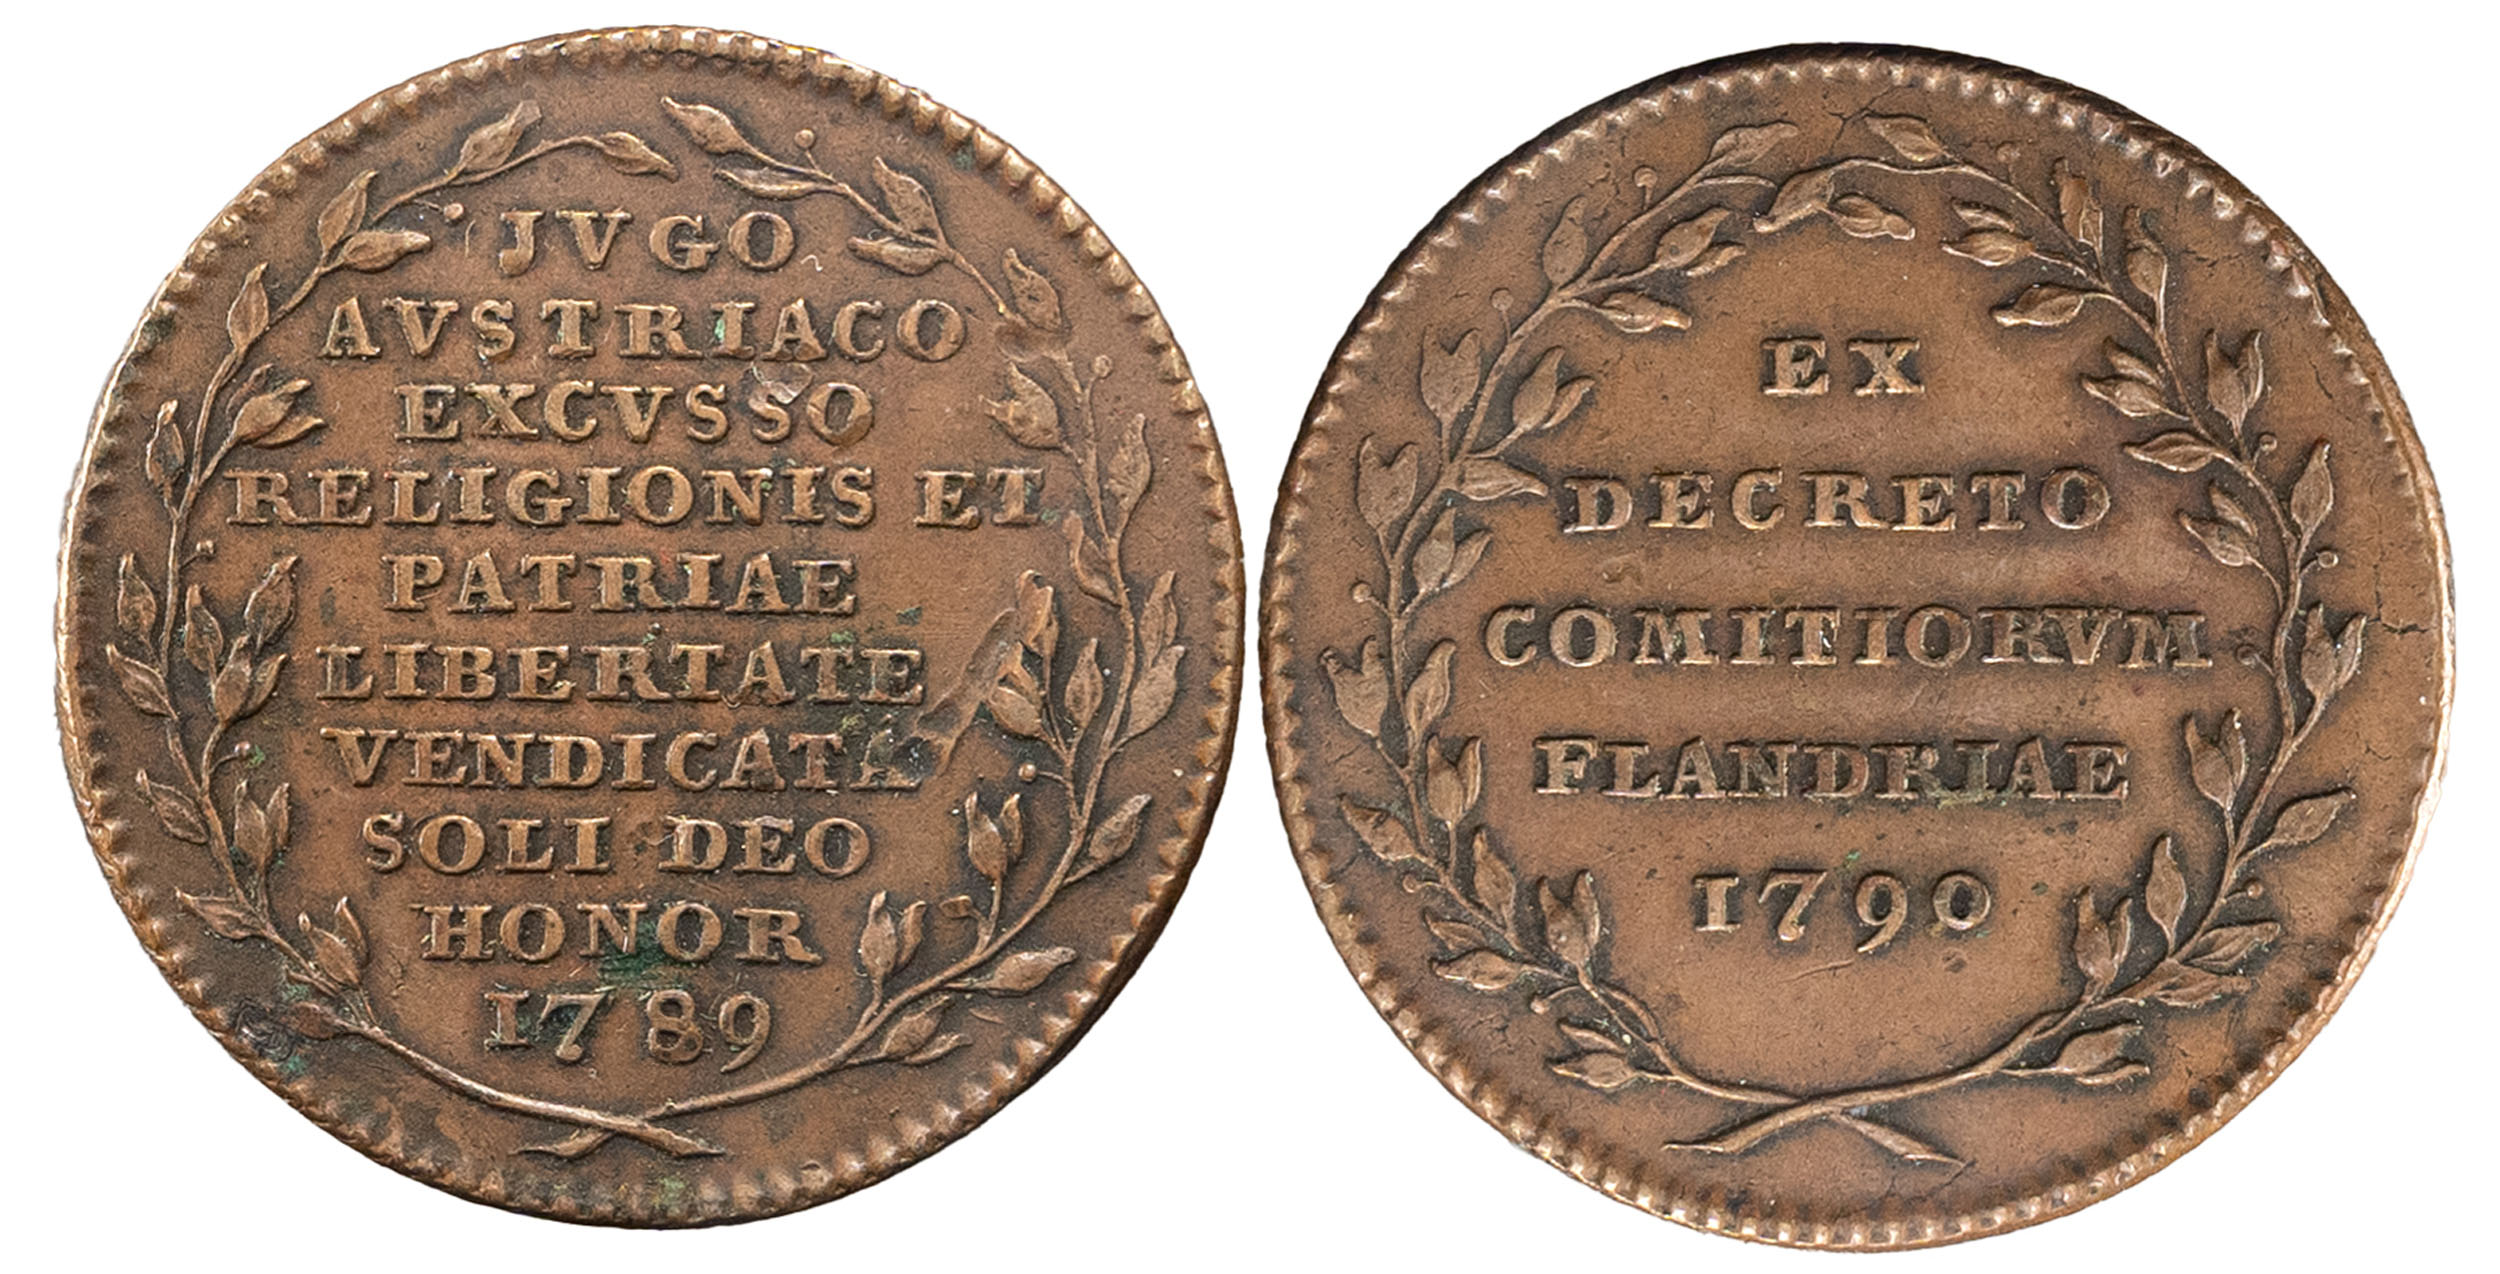 JVGO
AVSTRIACO
EXCVSSO
RELIGIONIS ET
PATRIAE
LIBERTATE
VENDICATA
SOLI DEO
HONOR
1789
EX
DECRETO
COMITIORVM
FLANDRIAE
1790